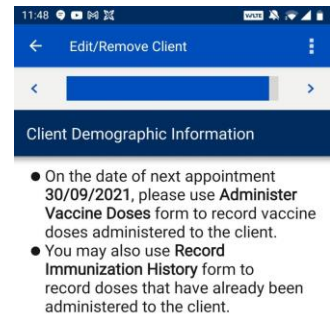 11:48
VoLTE
Edit/Remove Client
Client Demographic Information
● On the date of next appointment
30/09/2021, please use Administer
Vaccine Doses form to record vaccine
doses administered to the client.
● You may also use Record
Immunization History form to
record doses that have already been
administered to the client.